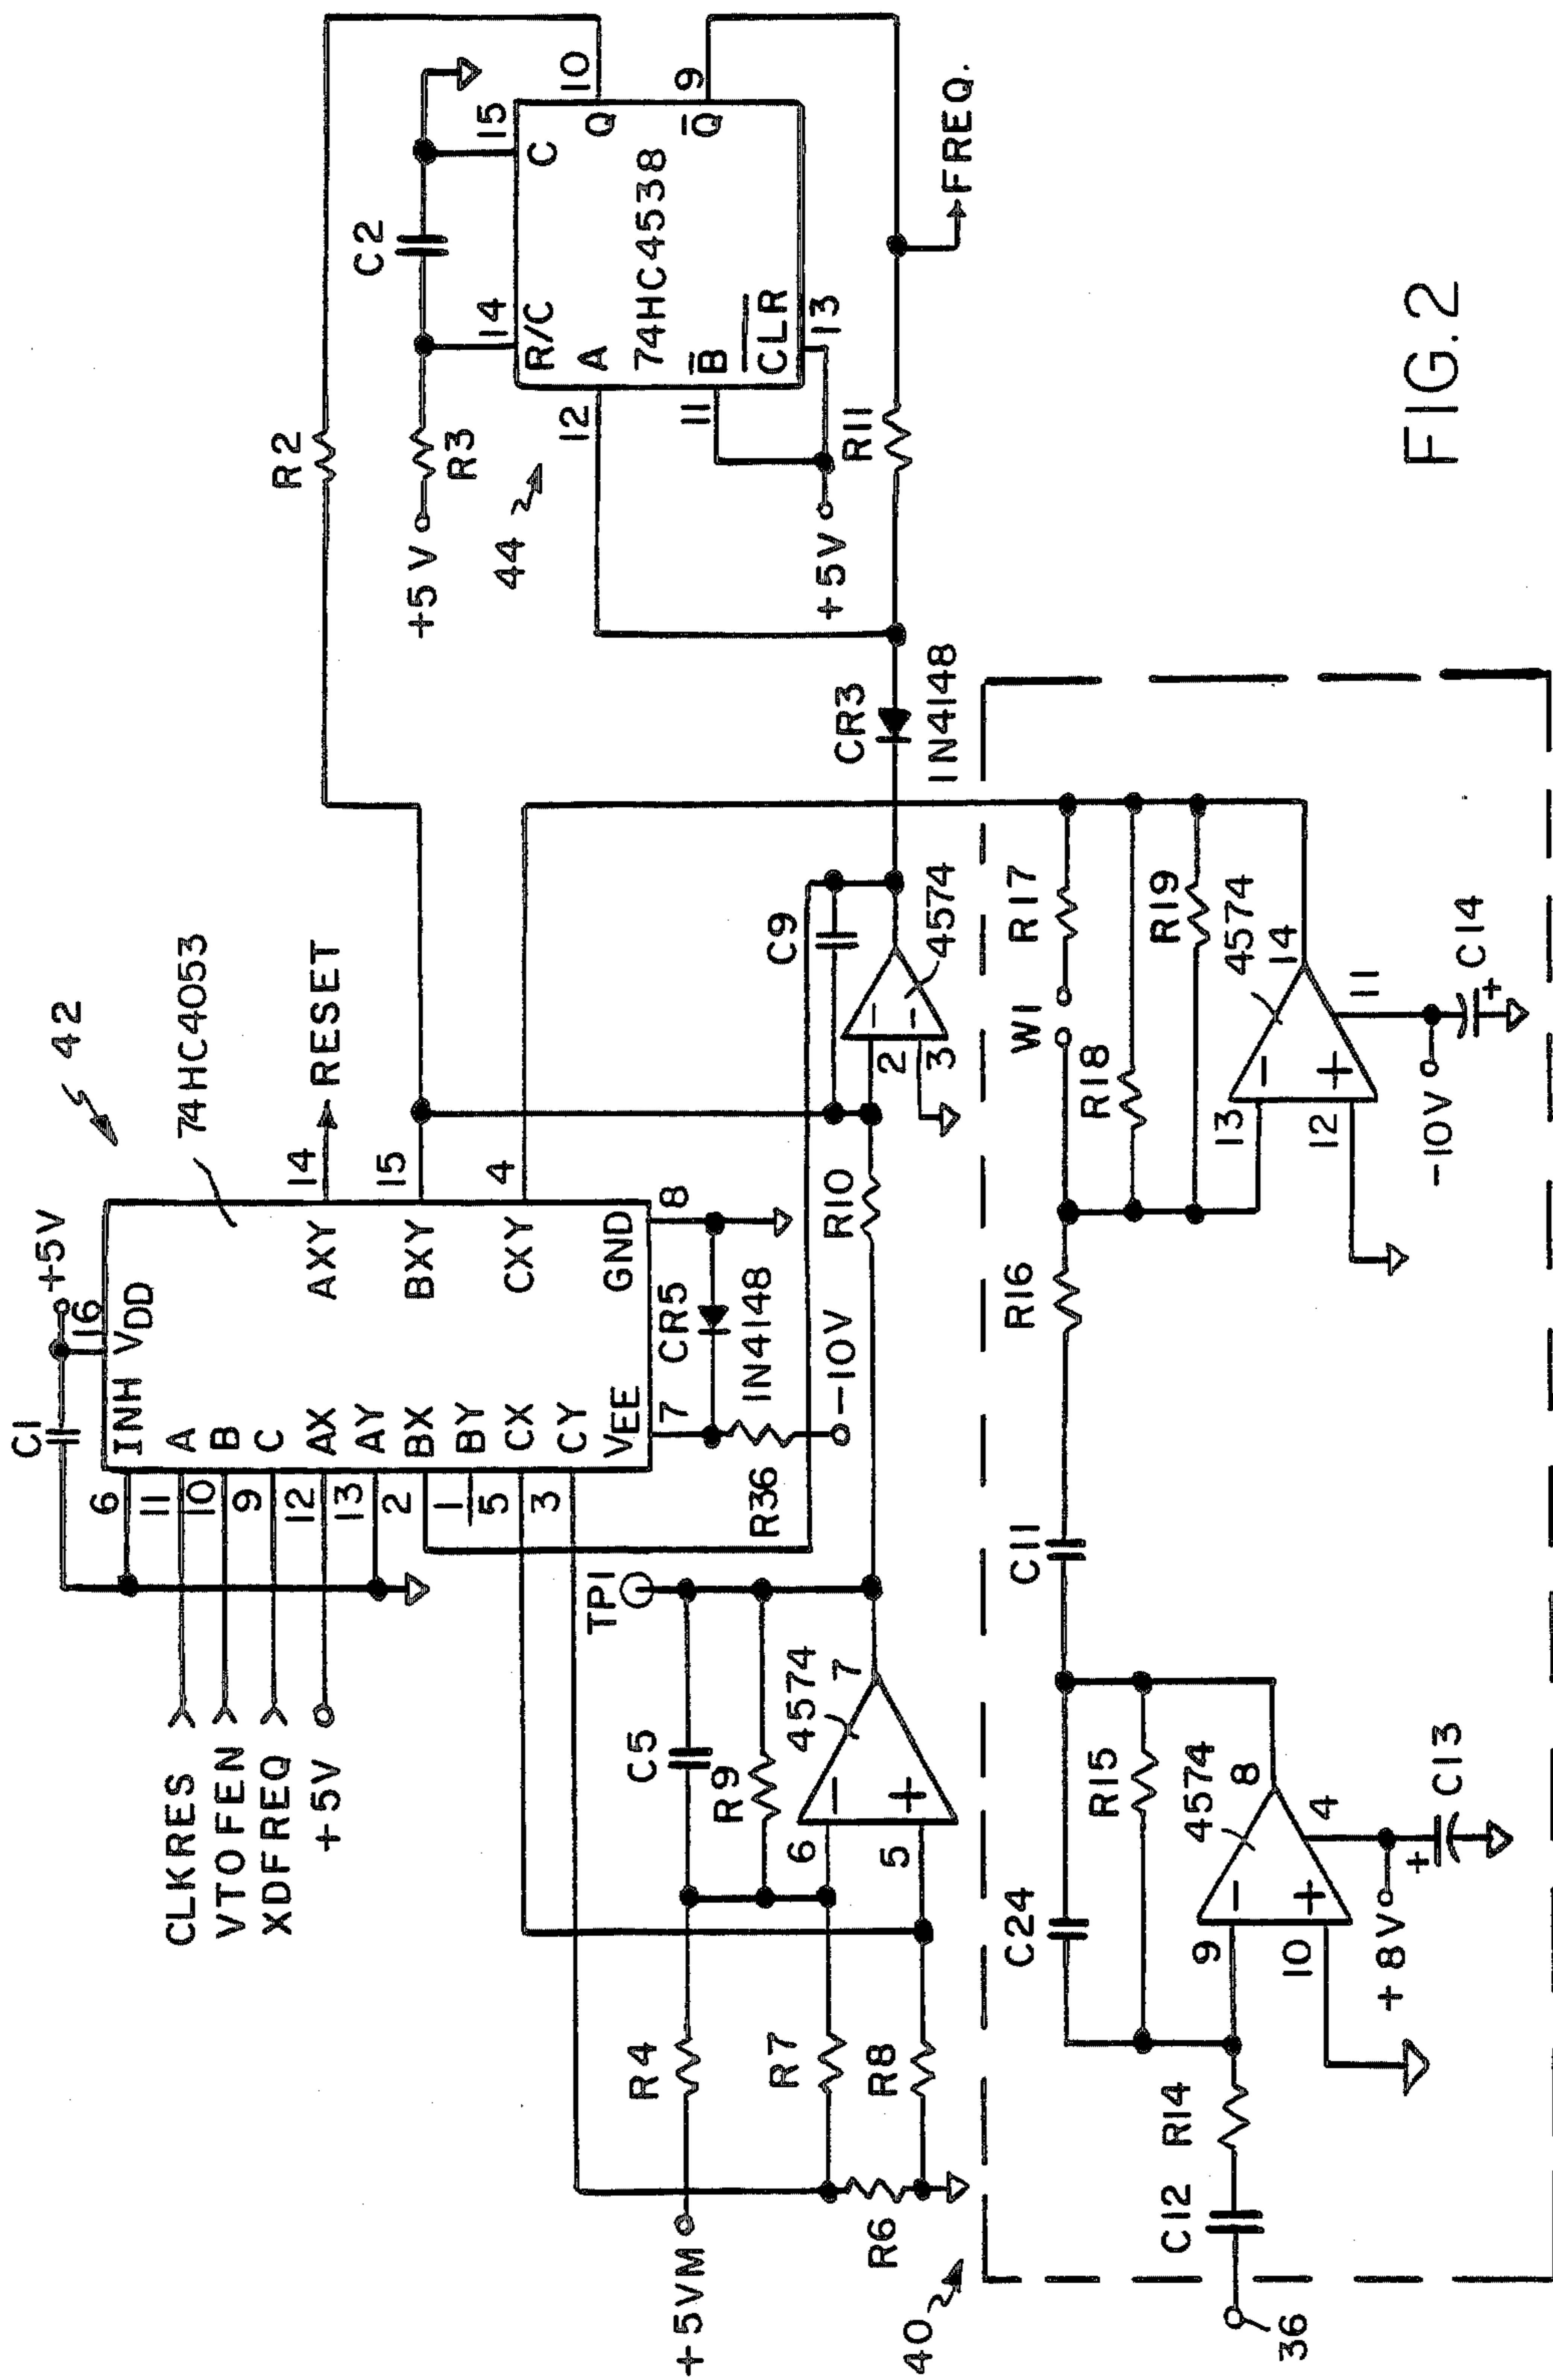 42
74HC4053
C1
+5V
16
6 INH VDD
11 A
10 B
9 C
12 AX AXY 14 RESET
13 AY
2 BX BXY 15
1 BY
5 CX CXY 4
3 CY
VEE GND
7 8
CR5
1N4148
R36
-10V
CLKRES
VTOFEN
XDFREQ
+5V
R2
C2
+5V
R3
14 15
R/C C
12 A Q 10
44
74HC4538
11 B Q 9
CLR
13
+5V
R11
FREQ.
CR3
1N4148
C9
2
3
4574
R10
TP1
C5
R9
4574
6
5
7
+5VM
R4
R7
R8
R6
40
36
C12
R14
C24
R15
4574
9
10
8
4
+8V
+
C13
C11
R16
W1
R17
R18
R19
4574
13
12
14
11
-10V
+
C14
FIG.2